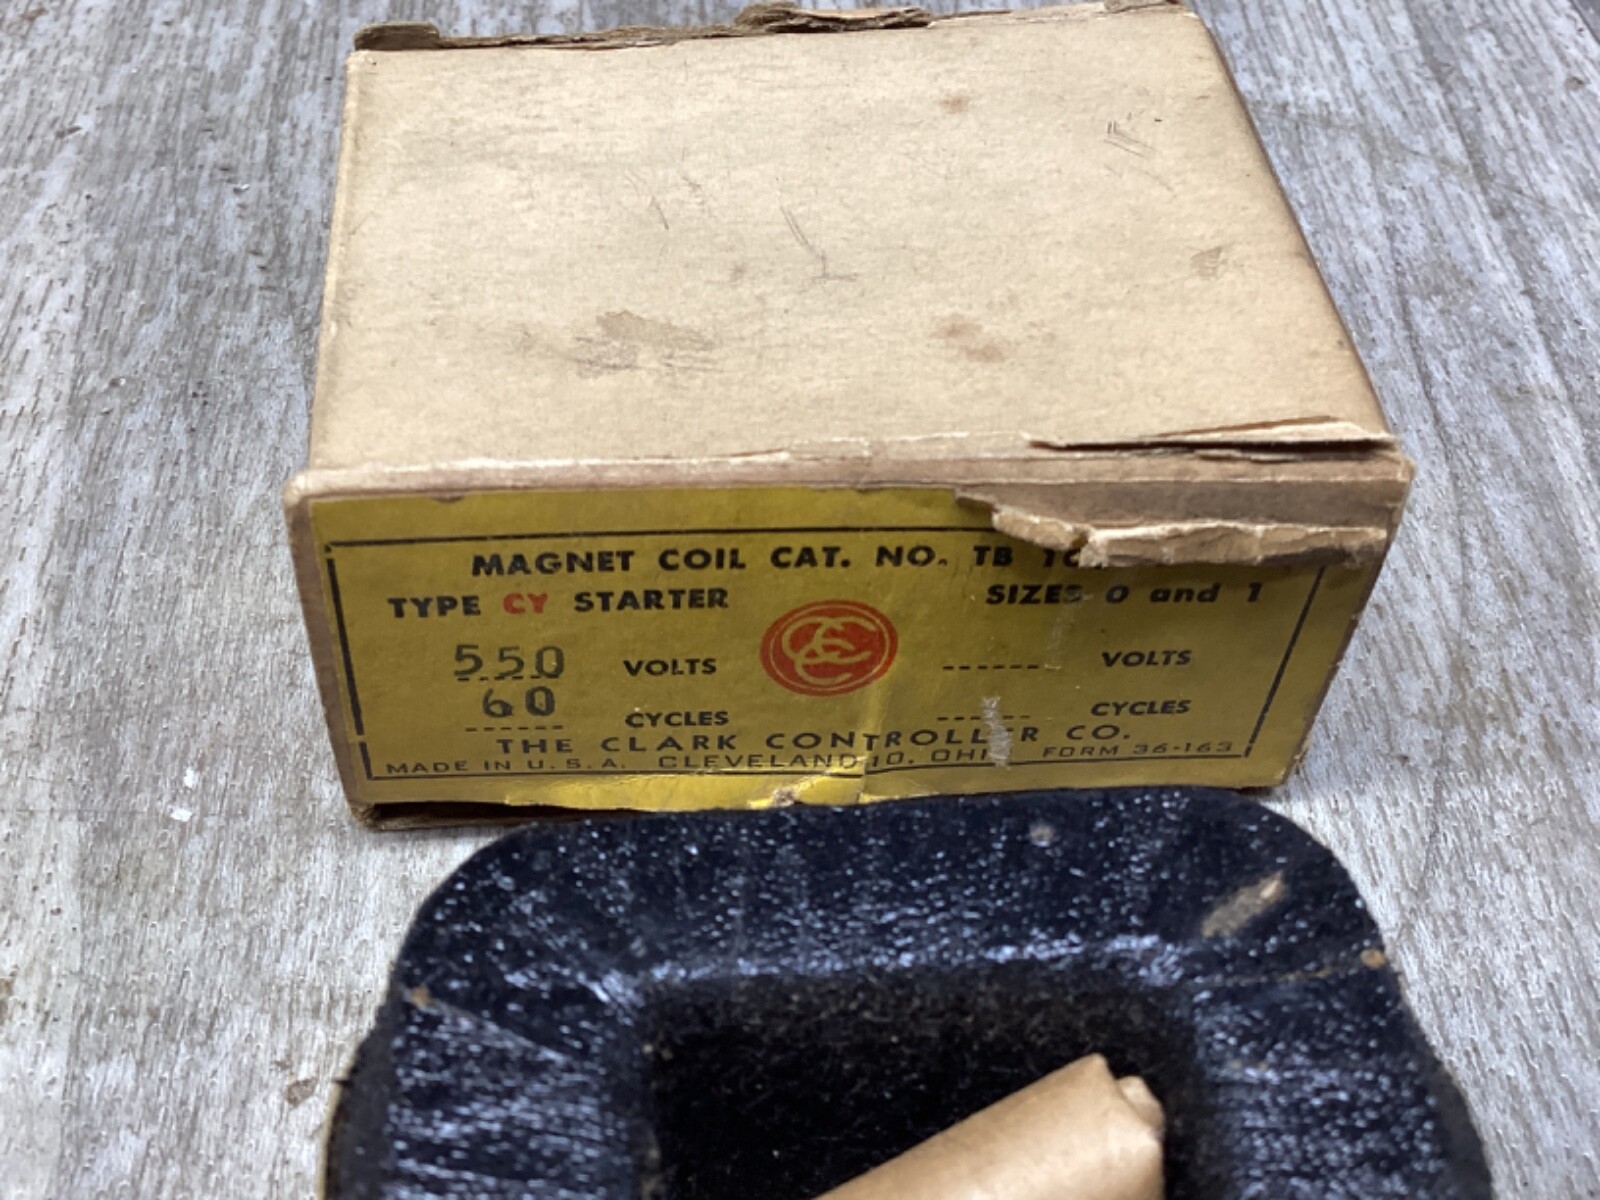 MAGNET COIL CAT. NO. TB
TYPE CY STARTER SIZES 0 and 1
550 VOLTS ------ VOLTS
60 CYCLES ------ CYCLES
THE CLARK CONTROLLER CO.
MADE IN U.S.A. CLEVELAND 10, OHIO FORM 36-163